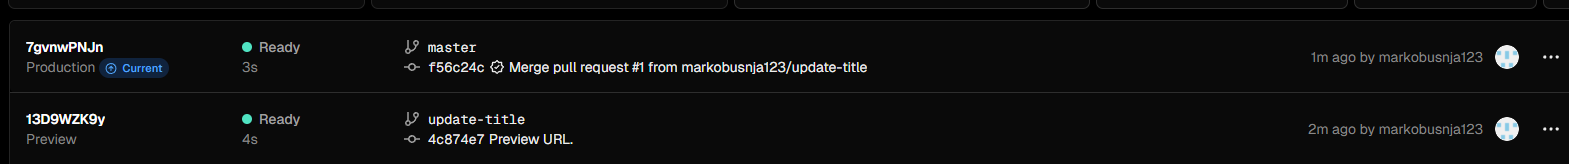 7gvnwPNJn
Production Current
Ready
3s
master
f56c24c Merge pull request #1 from markobusnja123/update-title
1m ago by markobusnja123
13D9WZK9y
Preview
Ready
4s
update-title
4c874e7 Preview URL.
2m ago by markobusnja123